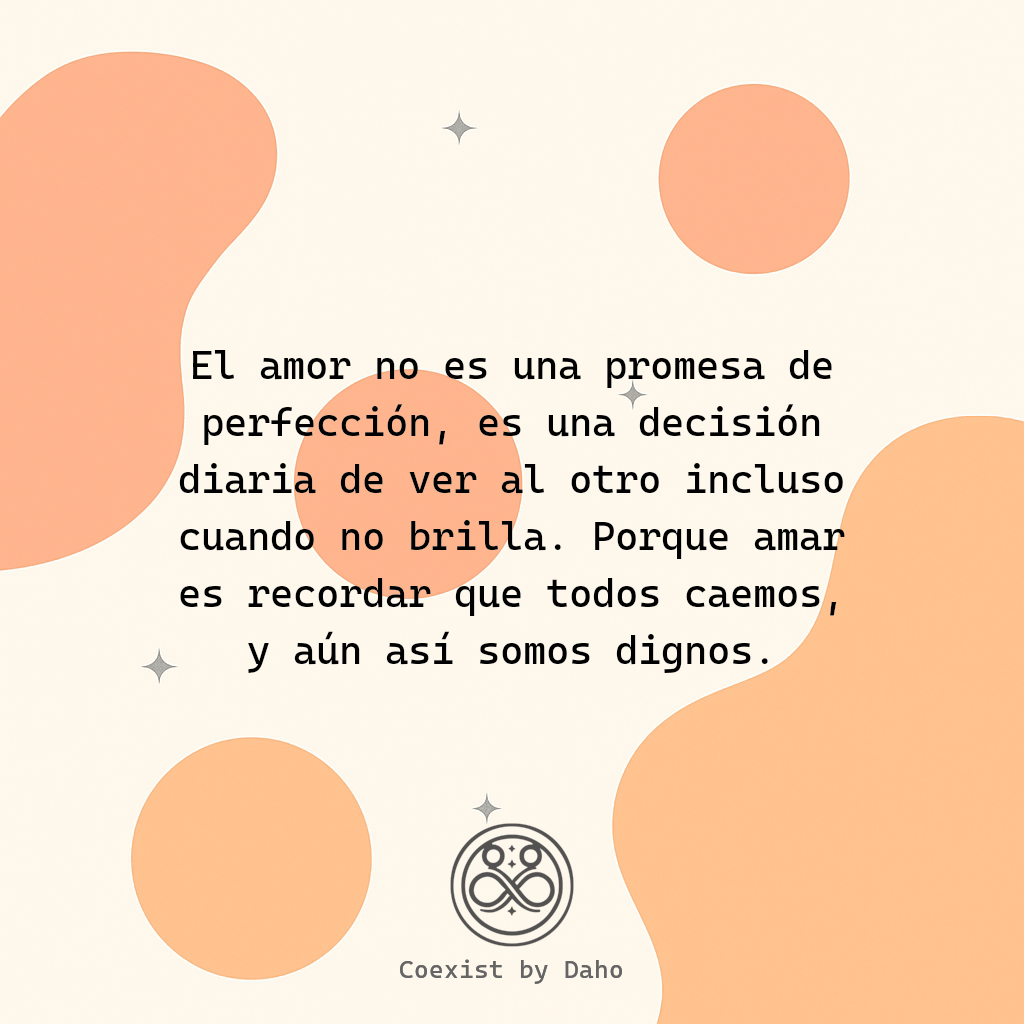 El amor no es una promesa de
perfección, es una decisión
diaria de ver al otro incluso
cuando no brilla. Porque amar
es recordar que todos caemos,
y aún así somos dignos.
Coexist by Daho